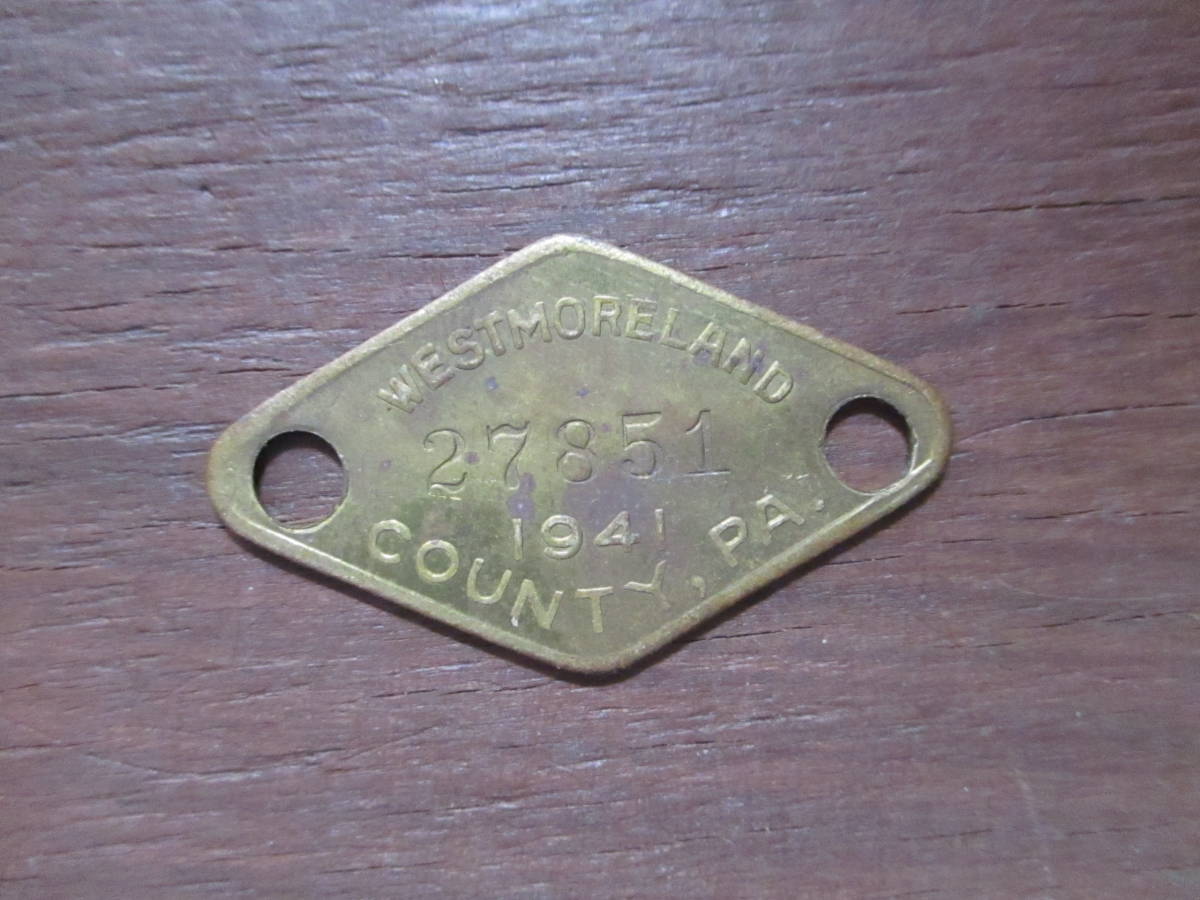 WESTMORELAND
27851
1941
COUNTY, PA.